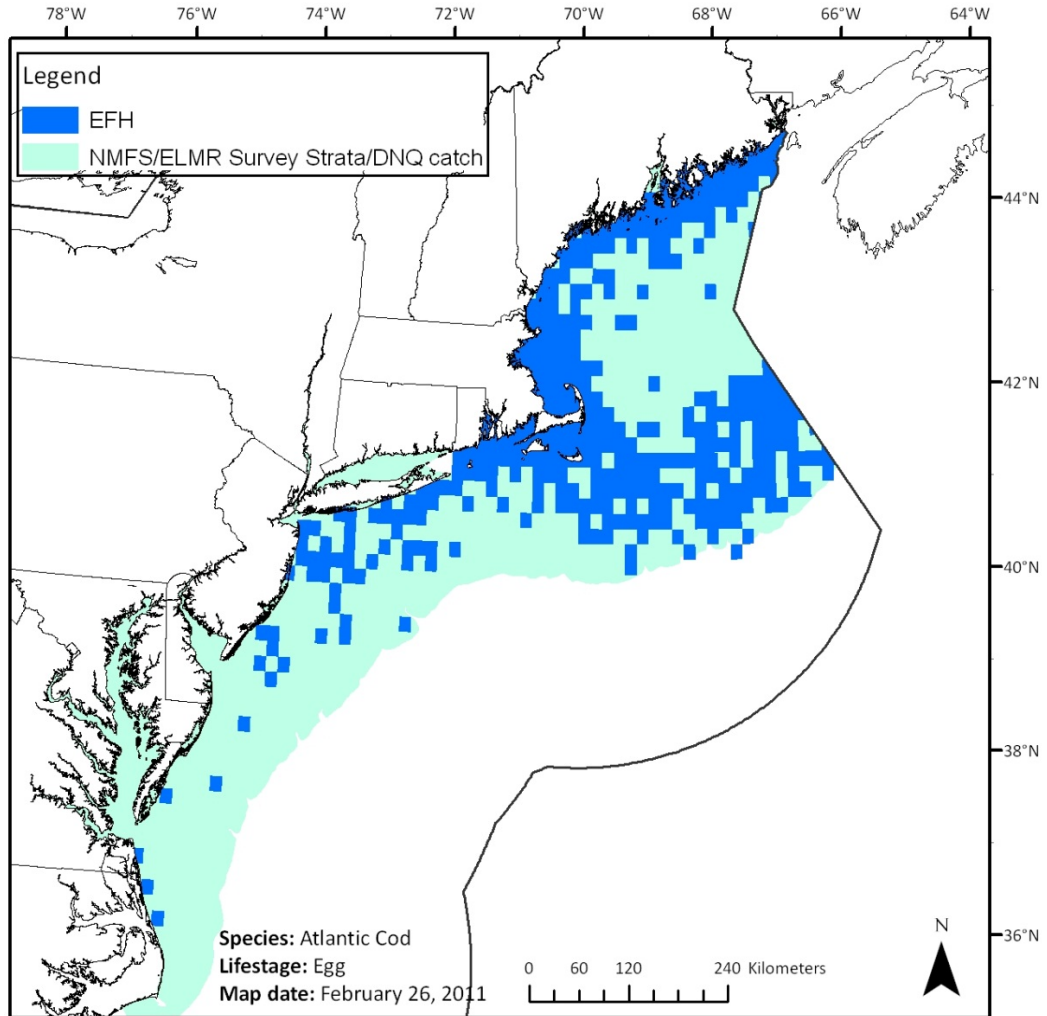 78°W 76°W 74°W 72°W 70°W 68°W 66°W 64°W
Legend
EFH
NMFS/ELMR Survey Strata/DNQ catch
44°N
42°N
40°N
38°N
36°N
Species: Atlantic Cod
Lifestage: Egg
Map date: February 26, 2011
0 60 120 240 Kilometers
N